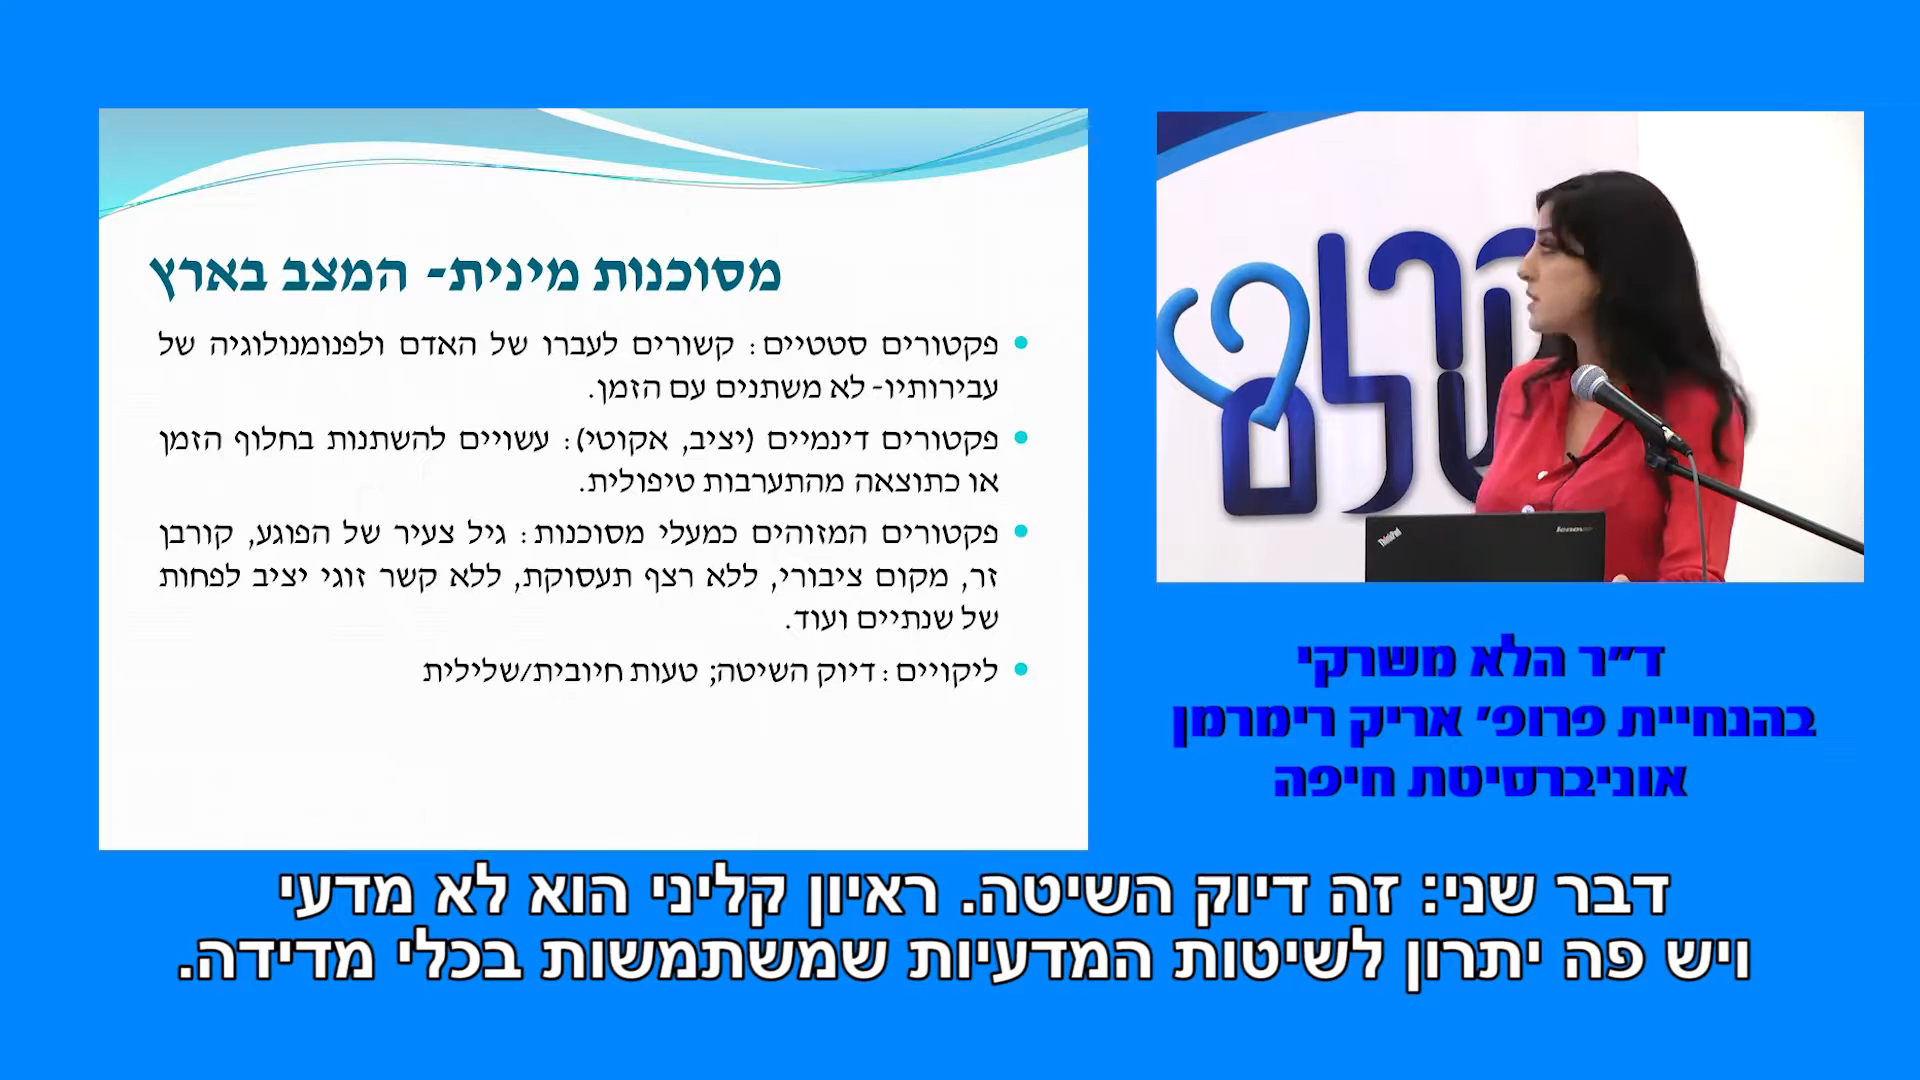 מסוכנות מינית- המצב בארץ
פקטורים סטטיים: קשורים לעברו של האדם ולפנומנולוגיה של
עבירותיו- לא משתנים עם הזמן.
פקטורים דינמיים (יציב, אקוטי): עשויים להשתנות בחלוף הזמן
או כתוצאה מהתערבות טיפולית.
פקטורים המזוהים כמעלי מסוכנות: גיל צעיר של הפוגע, קורבן
זר, מקום ציבורי, ללא רצף תעסוקת, ללא קשר זוגי יציב לפחות
של שנתיים ועוד.
ליקויים: דיוק השיטה; טעות חיובית/שלילית
קרן
שלם
ThinkPad
lenovo
ד״ר הלא משרקי
בהנחיית פרופ׳ אריק רימרמן
אוניברסיטת חיפה
דבר שני: זה דיוק השיטה. ראיון קליני הוא לא מדעי
ויש פה יתרון לשיטות המדעיות שמשתמשות בכלי מדידה.